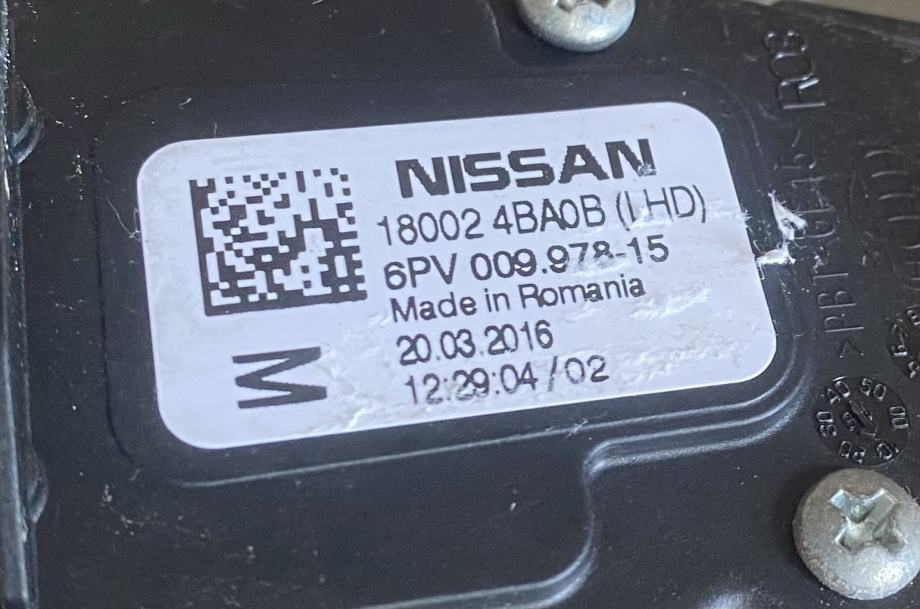 NISSAN
18002 4BA0B (LHD)
6PV 009.978-15
Made in Romania
20.03.2016
12:29:04 / 02
M